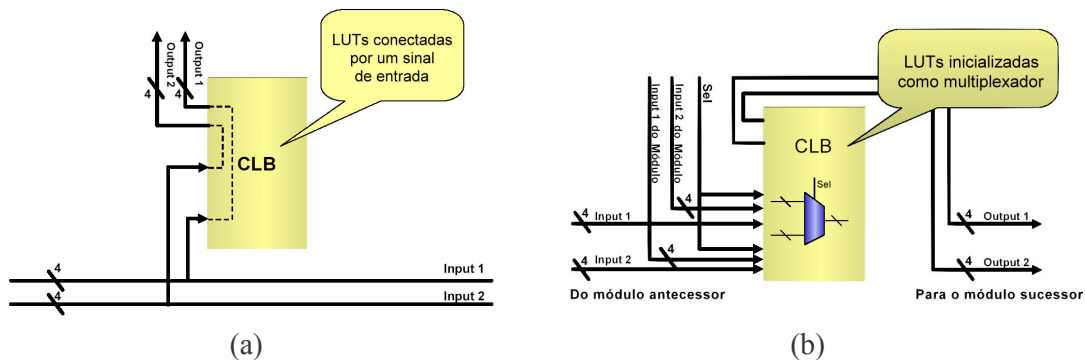 LUTs conectadas
por um sinal
de entrada
Output 2
Output 1
4
4
CLB
4
Input 1
4
Input 2
(a)
LUTs inicializadas
como multiplexador
Input 1 do Módulo
Input 2 do Módulo
Sel
CLB
Sel
4
4
Input 1
4
4
Input 2
4
Output 1
4
Output 2
Do módulo antecessor
Para o módulo sucessor
(b)